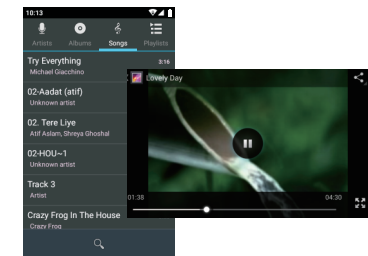 10:13
Artists
Albums
Songs
Playlists
Try Everything
3:16
Michael Giacchino
02-Aadat (atif)
Unknown artist
02. Tere Liye
Atif Aslam, Shreya Ghoshal
02-HOU~1
Unknown artist
Track 3
Artist
Crazy Frog In The House
Crazy Frog
Lovely Day
01:38
04:30